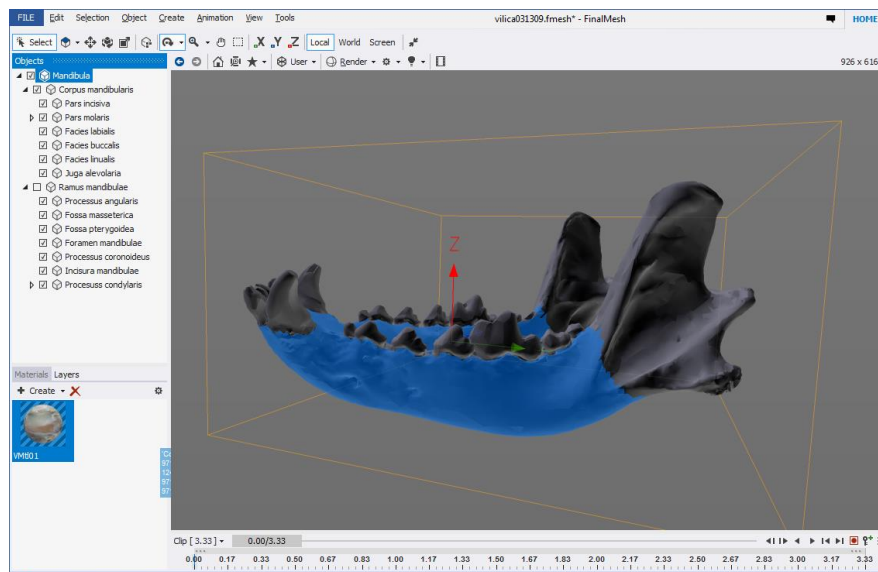 vilica031309.fmesh* - FinalMesh
FILE Edit Selection Object Create Animation View Tools HOME
Select Local World Screen
Objects User Render 926 x 616
Mandibula
Corpus mandibularis
Pars incisiva
Pars molaris
Facies labialis
Facies buccalis
Facies linualis
Juga alevolaria
Ramus mandibulae
Processus angularis
Fossa masseterica
Fossa pterygoidea
Foramen mandibulae
Processus coronoideus
Incisura mandibulae
Procesuss condylaris
Z
Materials Layers
Create
VMtl01
Clip [ 3.33 ] 0.00/3.33
0.00 0.17 0.33 0.50 0.67 0.83 1.00 1.17 1.33 1.50 1.67 1.83 2.00 2.17 2.33 2.50 2.67 2.83 3.00 3.17 3.33